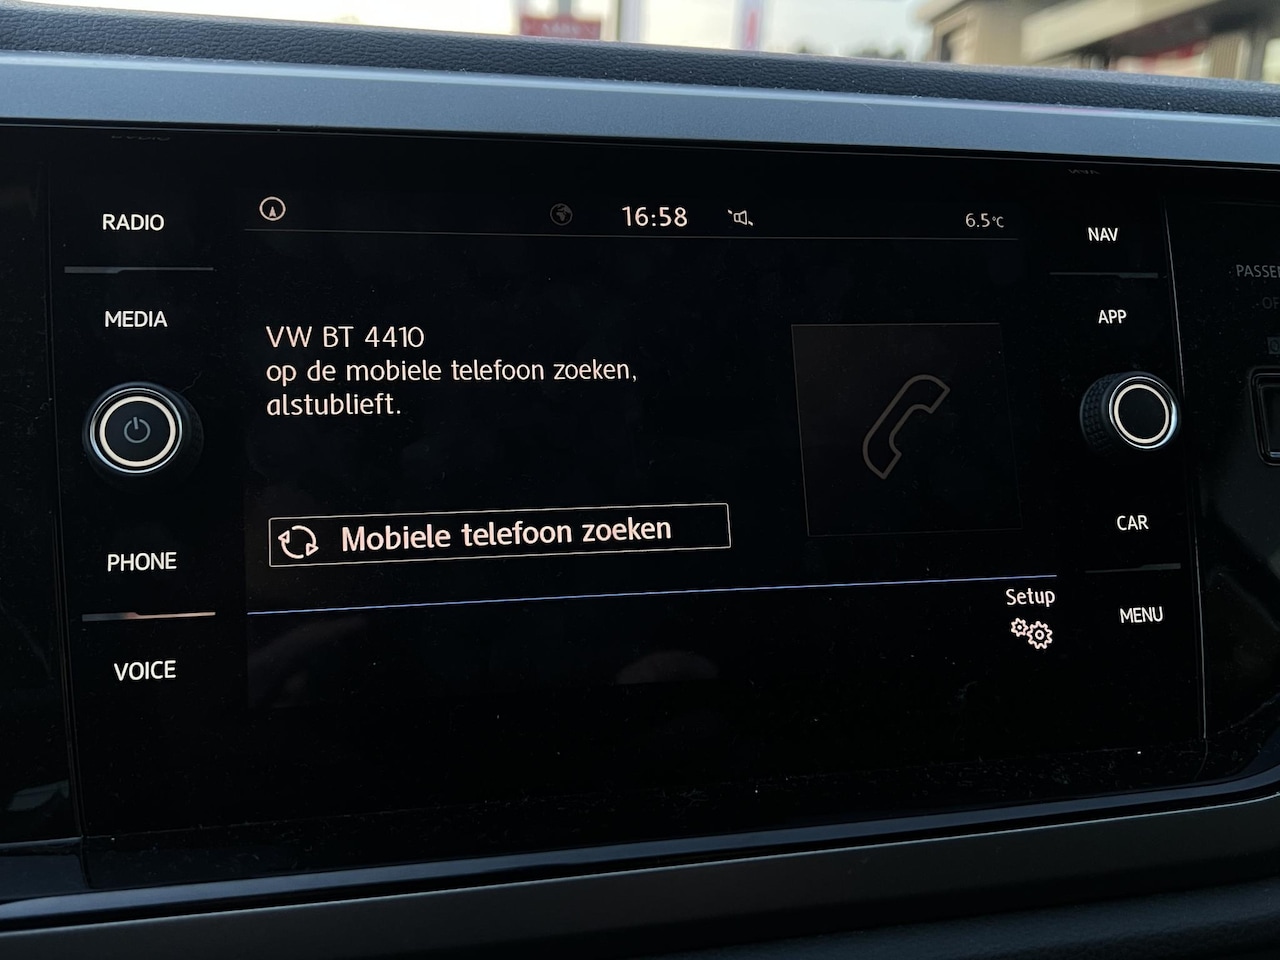 RADIO
MEDIA
PHONE
VOICE
16:58
6.5°C
VW BT 4410
op de mobiele telefoon zoeken,
alstublieft.
Mobiele telefoon zoeken
Setup
NAV
APP
CAR
MENU